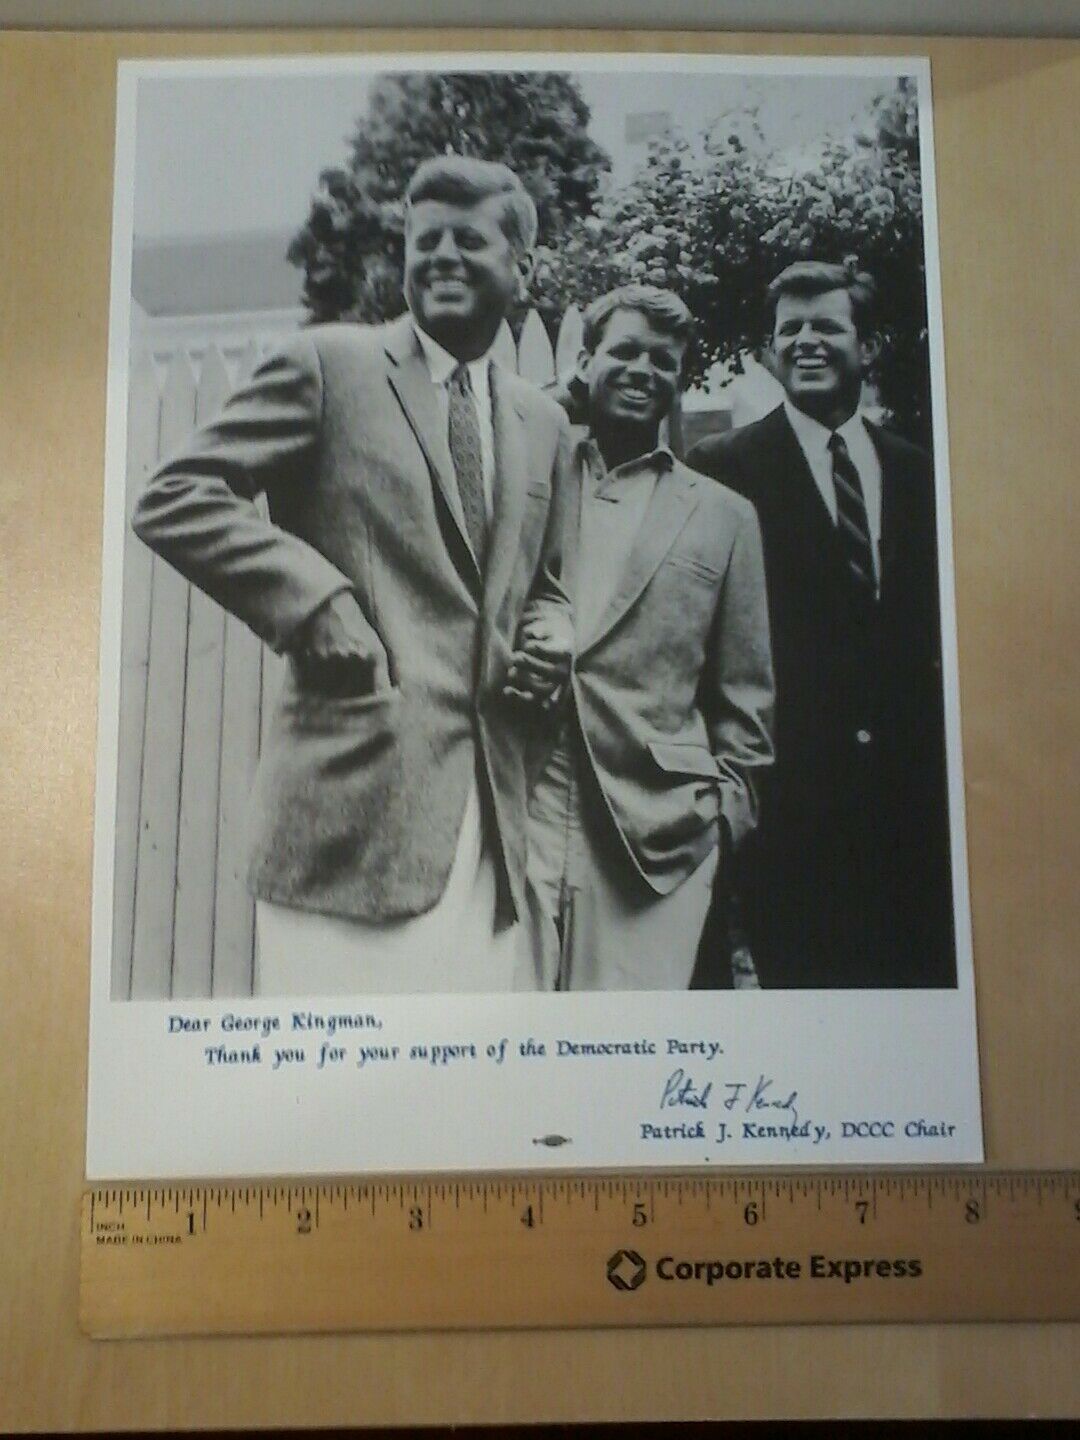 Dear George Kingman,
Thank you for your support of the Democratic Party.
Patrick J Kennedy
Patrick J. Kennedy, DCCC Chair
1 2 3 4 5 6 7 8 9
INCH
MADE IN CHINA
Corporate Express